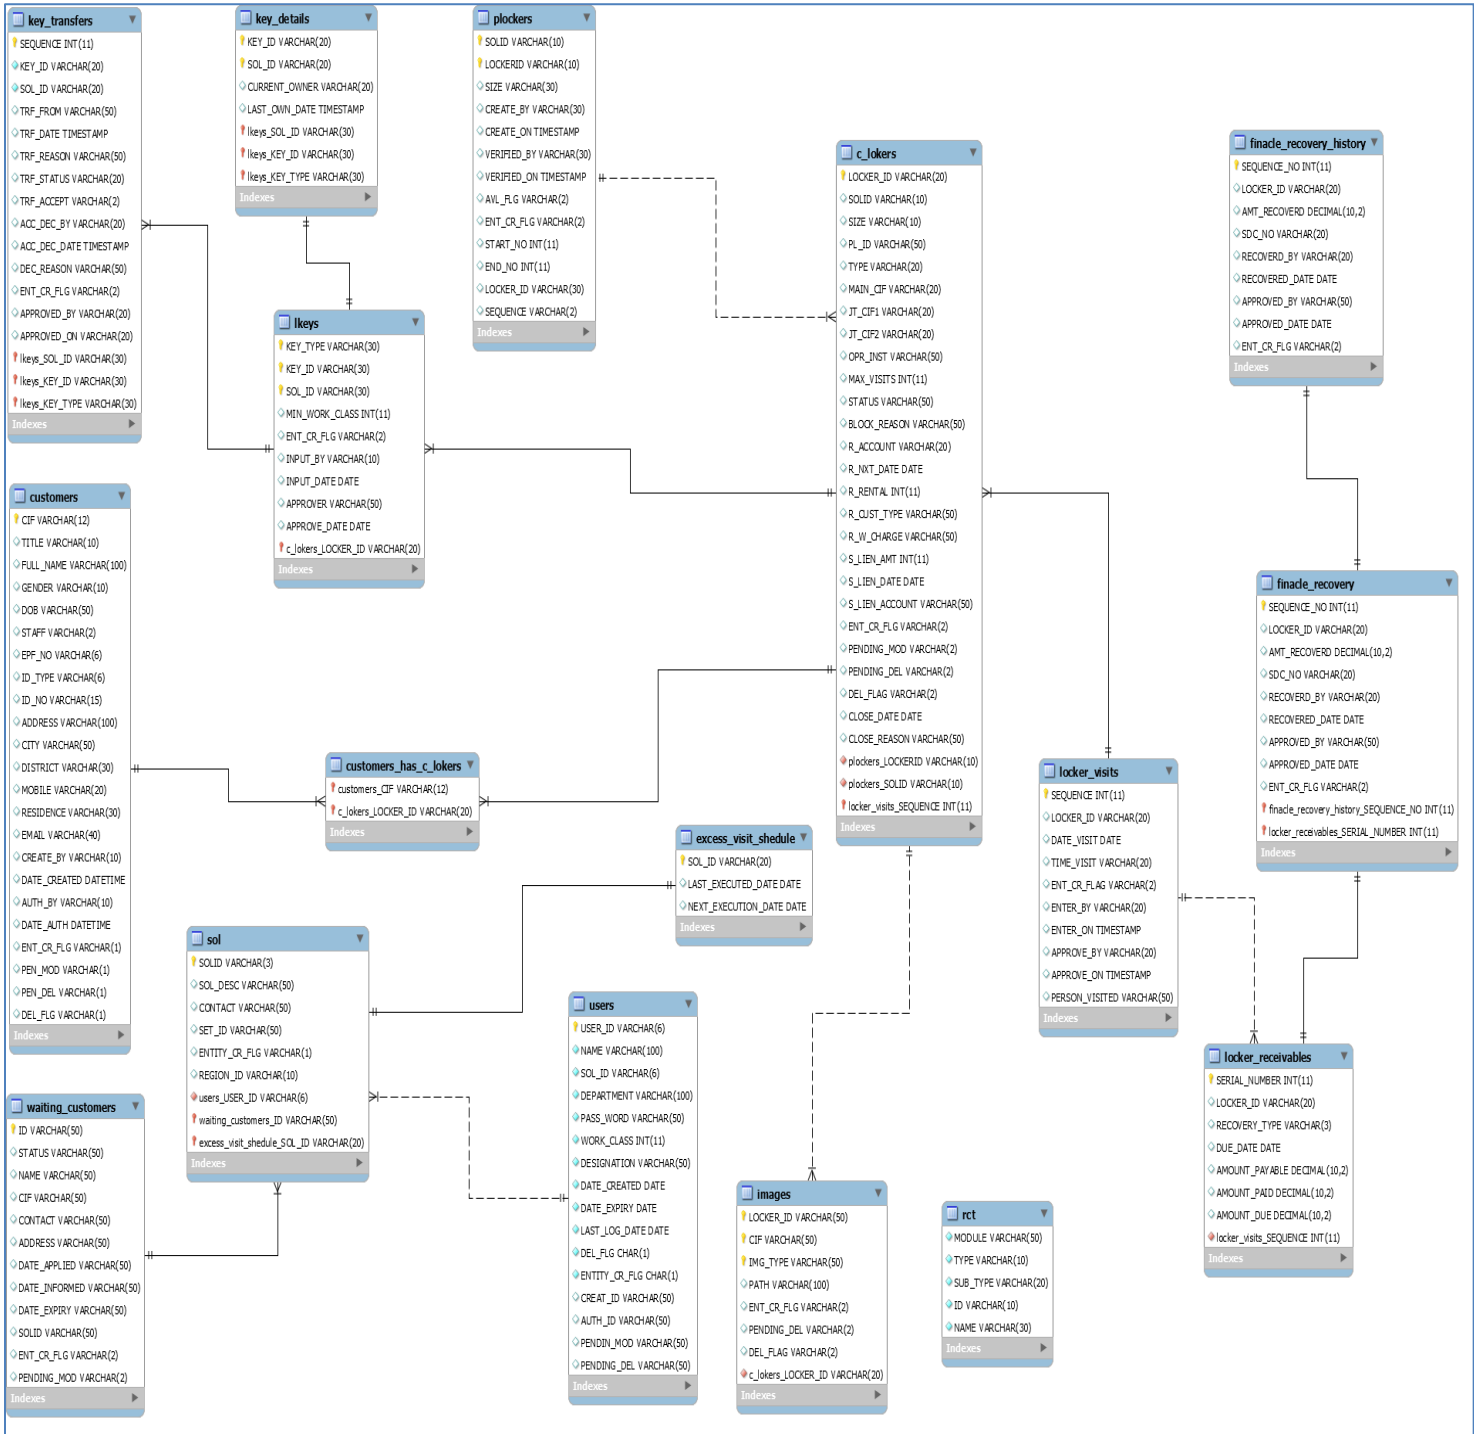 key_transfers
SEQUENCE INT(11)
KEY_ID VARCHAR(20)
SOL_ID VARCHAR(20)
TRF_FROM VARCHAR(50)
TRF_DATE TIMESTAMP
TRF_REASON VARCHAR(50)
TRF_STATUS VARCHAR(20)
TRF_ACCEPT VARCHAR(2)
ACC_DEC_BY VARCHAR(20)
ACC_DEC_DATE TIMESTAMP
DEC_REASON VARCHAR(50)
ENT_CR_FLG VARCHAR(2)
APPROVED_BY VARCHAR(20)
APPROVED_ON VARCHAR(20)
lkeys_SOL_ID VARCHAR(30)
lkeys_KEY_ID VARCHAR(30)
lkeys_KEY_TYPE VARCHAR(30)
Indexes
key_details
KEY_ID VARCHAR(20)
SOL_ID VARCHAR(20)
CURRENT_OWNER VARCHAR(20)
LAST_OWN_DATE TIMESTAMP
lkeys_SOL_ID VARCHAR(30)
lkeys_KEY_ID VARCHAR(30)
lkeys_KEY_TYPE VARCHAR(30)
Indexes
plockers
SOLID VARCHAR(10)
LOCKERID VARCHAR(10)
SIZE VARCHAR(30)
CREATE_BY VARCHAR(30)
CREATE_ON TIMESTAMP
VERIFIED_BY VARCHAR(30)
VERIFIED_ON TIMESTAMP
AVL_FLG VARCHAR(2)
ENT_CR_FLG VARCHAR(2)
START_NO INT(11)
END_NO INT(11)
LOCKER_ID VARCHAR(30)
SEQUENCE VARCHAR(2)
Indexes
c_lokers
LOCKER_ID VARCHAR(20)
SOLID VARCHAR(10)
SIZE VARCHAR(10)
PL_ID VARCHAR(50)
TYPE VARCHAR(20)
MAIN_CIF VARCHAR(20)
JT_CIF1 VARCHAR(20)
JT_CIF2 VARCHAR(20)
OPR_INST VARCHAR(50)
MAX_VISITS INT(11)
STATUS VARCHAR(50)
BLOCK_REASON VARCHAR(50)
R_ACCOUNT VARCHAR(20)
R_NXT_DATE DATE
R_RENTAL INT(11)
R_CUST_TYPE VARCHAR(50)
R_W_CHARGE VARCHAR(50)
S_LIEN_AMT INT(11)
S_LIEN_DATE DATE
S_LIEN_ACCOUNT VARCHAR(50)
ENT_CR_FLG VARCHAR(2)
PENDING_MOD VARCHAR(2)
PENDING_DEL VARCHAR(2)
DEL_FLAG VARCHAR(2)
CLOSE_DATE DATE
CLOSE_REASON VARCHAR(50)
plockers_LOCKERID VARCHAR(10)
plockers_SOLID VARCHAR(10)
locker_visits_SEQUENCE INT(11)
Indexes
finacle_recovery_history
SEQUENCE_NO INT(11)
LOCKER_ID VARCHAR(20)
AMT_RECOVERD DECIMAL(10,2)
SDC_NO VARCHAR(20)
RECOVERD_BY VARCHAR(20)
RECOVERED_DATE DATE
APPROVED_BY VARCHAR(50)
APPROVED_DATE DATE
ENT_CR_FLG VARCHAR(2)
Indexes
lkeys
KEY_TYPE VARCHAR(30)
KEY_ID VARCHAR(30)
SOL_ID VARCHAR(30)
MIN_WORK_CLASS INT(11)
ENT_CR_FLG VARCHAR(2)
INPUT_BY VARCHAR(10)
INPUT_DATE DATE
APPROVER VARCHAR(50)
APPROVE_DATE DATE
c_lokers_LOCKER_ID VARCHAR(20)
Indexes
customers
CIF VARCHAR(12)
TITLE VARCHAR(10)
FULL_NAME VARCHAR(100)
GENDER VARCHAR(10)
DOB VARCHAR(50)
STAFF VARCHAR(2)
EPF_NO VARCHAR(6)
ID_TYPE VARCHAR(6)
ID_NO VARCHAR(15)
ADDRESS VARCHAR(100)
CITY VARCHAR(50)
DISTRICT VARCHAR(30)
MOBILE VARCHAR(20)
RESIDENCE VARCHAR(30)
EMAIL VARCHAR(40)
CREATE_BY VARCHAR(10)
DATE_CREATED DATETIME
AUTH_BY VARCHAR(10)
DATE_AUTH DATETIME
ENT_CR_FLG VARCHAR(1)
PEN_MOD VARCHAR(1)
PEN_DEL VARCHAR(1)
DEL_FLG VARCHAR(1)
Indexes
finacle_recovery
SEQUENCE_NO INT(11)
LOCKER_ID VARCHAR(20)
AMT_RECOVERD DECIMAL(10,2)
SDC_NO VARCHAR(20)
RECOVERD_BY VARCHAR(20)
RECOVERED_DATE DATE
APPROVED_BY VARCHAR(50)
APPROVED_DATE DATE
ENT_CR_FLG VARCHAR(2)
finacle_recovery_history_SEQUENCE_NO INT(11)
locker_receivables_SERIAL_NUMBER INT(11)
Indexes
customers_has_c_lokers
customers_CIF VARCHAR(12)
c_lokers_LOCKER_ID VARCHAR(20)
Indexes
locker_visits
SEQUENCE INT(11)
LOCKER_ID VARCHAR(20)
DATE_VISIT DATE
TIME_VISIT VARCHAR(20)
ENT_CR_FLAG VARCHAR(2)
ENTER_BY VARCHAR(20)
ENTER_ON TIMESTAMP
APPROVE_BY VARCHAR(20)
APPROVE_ON TIMESTAMP
PERSON_VISITED VARCHAR(50)
Indexes
excess_visit_shedule
SOL_ID VARCHAR(20)
LAST_EXECUTED_DATE DATE
NEXT_EXECUTION_DATE DATE
Indexes
sol
SOLID VARCHAR(3)
SOL_DESC VARCHAR(50)
CONTACT VARCHAR(50)
SET_ID VARCHAR(50)
ENTITY_CR_FLG VARCHAR(1)
REGION_ID VARCHAR(10)
users_USER_ID VARCHAR(6)
waiting_customers_ID VARCHAR(50)
excess_visit_shedule_SOL_ID VARCHAR(20)
Indexes
users
USER_ID VARCHAR(6)
NAME VARCHAR(100)
SOL_ID VARCHAR(6)
DEPARTMENT VARCHAR(100)
PASS_WORD VARCHAR(50)
WORK_CLASS INT(11)
DESIGNATION VARCHAR(50)
DATE_CREATED DATE
DATE_EXPIRY DATE
LAST_LOG_DATE DATE
DEL_FLG CHAR(1)
ENTITY_CR_FLG CHAR(1)
CREAT_ID VARCHAR(50)
AUTH_ID VARCHAR(50)
PENDIN_MOD VARCHAR(50)
PENDING_DEL VARCHAR(50)
Indexes
locker_receivables
SERIAL_NUMBER INT(11)
LOCKER_ID VARCHAR(20)
RECOVERY_TYPE VARCHAR(3)
DUE_DATE DATE
AMOUNT_PAYABLE DECIMAL(10,2)
AMOUNT_PAID DECIMAL(10,2)
AMOUNT_DUE DECIMAL(10,2)
locker_visits_SEQUENCE INT(11)
Indexes
waiting_customers
ID VARCHAR(50)
STATUS VARCHAR(50)
NAME VARCHAR(50)
CIF VARCHAR(50)
CONTACT VARCHAR(50)
ADDRESS VARCHAR(50)
DATE_APPLIED VARCHAR(50)
DATE_INFORMED VARCHAR(50)
DATE_EXPIRY VARCHAR(50)
SOLID VARCHAR(50)
ENT_CR_FLG VARCHAR(2)
PENDING_MOD VARCHAR(2)
Indexes
images
LOCKER_ID VARCHAR(50)
CIF VARCHAR(50)
IMG_TYPE VARCHAR(50)
PATH VARCHAR(100)
ENT_CR_FLG VARCHAR(2)
PENDING_DEL VARCHAR(2)
DEL_FLAG VARCHAR(2)
c_lokers_LOCKER_ID VARCHAR(20)
Indexes
rct
MODULE VARCHAR(50)
TYPE VARCHAR(10)
SUB_TYPE VARCHAR(20)
ID VARCHAR(10)
NAME VARCHAR(30)
Indexes